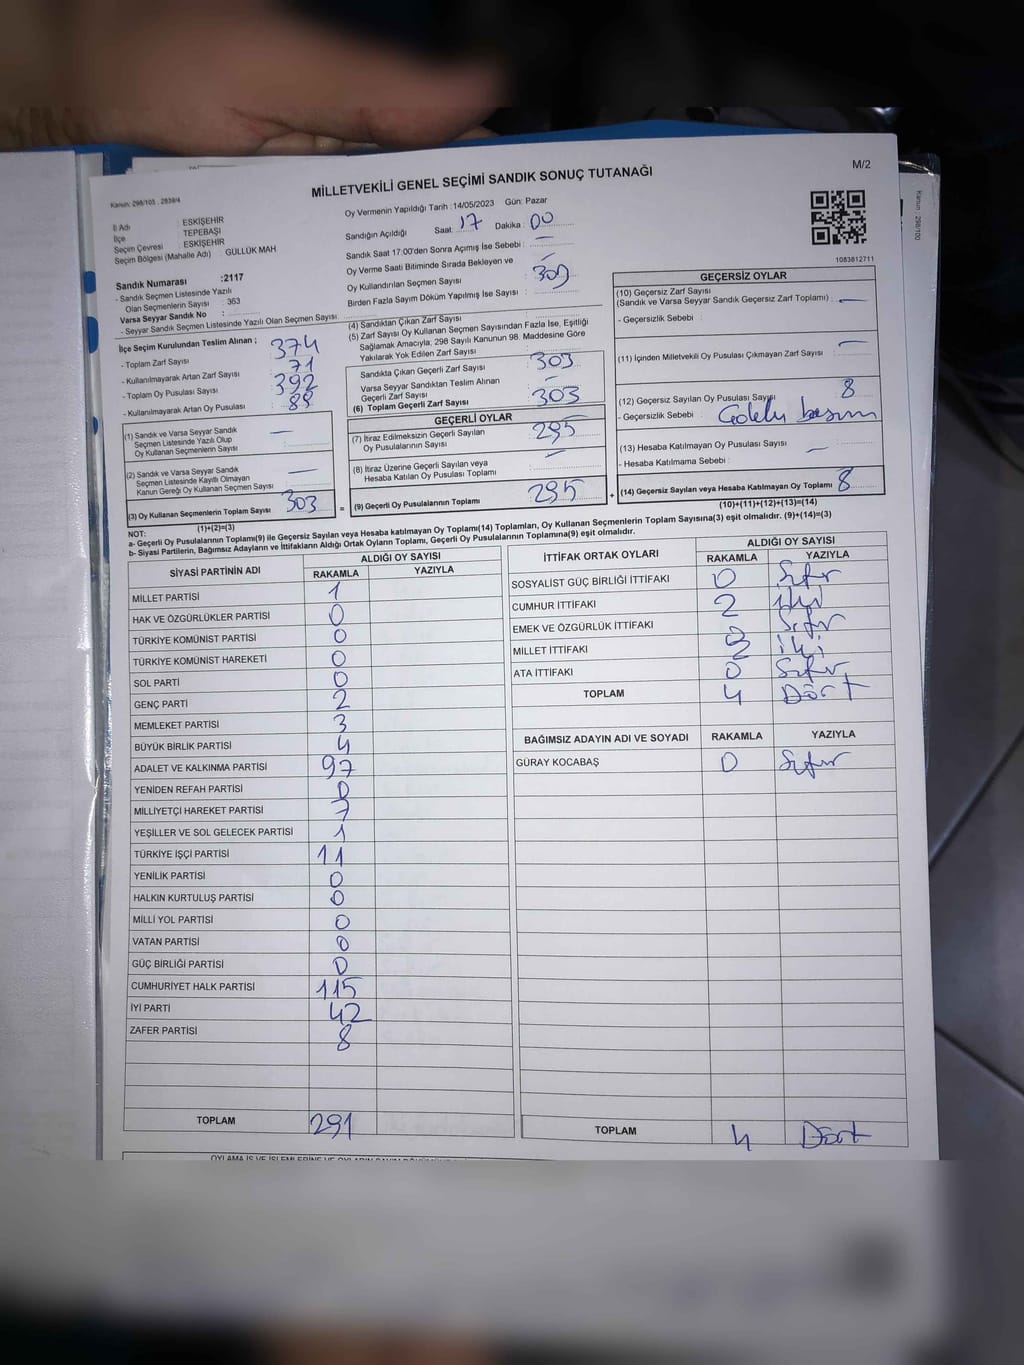 M/2
Kanun: 298/105 . 2839/4
MİLLETVEKİLİ GENEL SEÇİMİ SANDIK SONUÇ TUTANAĞI
Kanun : 298/100
İl Adı : ESKİŞEHİR
İlçe : TEPEBAŞI
Seçim Çevresi : ESKİŞEHİR
Seçim Bölgesi (Mahalle Adı) : GÜLLÜK MAH
Sandık Numarası :2117
- Sandık Seçmen Listesinde Yazılı
Olan Seçmenlerin Sayısı : 363
Varsa Seyyar Sandık No :
- Seyyar Sandık Seçmen Listesinde Yazılı Olan Seçmen Sayısı:
Oy Vermenin Yapıldığı Tarih : 14/05/2023 Gün: Pazar
Sandığın Açıldığı Saat: 17 Dakika : 00
Sandık Saat 17:00'den Sonra Açımış İse Sebebi : —
Oy Verme Saati Bitiminde Sırada Bekleyen ve
Oy Kullandırılan Seçmen Sayısı : —
Birden Fazla Sayım Döküm Yapılmış İse Sayısı :
1083812711
İlçe Seçim Kurulundan Teslim Alınan ;
- Toplam Zarf Sayısı : 374
- Kullanılmayarak Artan Zarf Sayısı : 71
- Toplam Oy Pusulası Sayısı : 392
- Kullanılmayarak Artan Oy Pusulası :
(1) Sandık ve Varsa Seyyar Sandık
Seçmen Listesinde Yazılı Olup
Oy Kullanan Seçmenlerin Sayısı : —
(2) Sandık ve Varsa Seyyar Sandık
Seçmen Listesinde Kayıtlı Olmayan
Kanun Gereği Oy Kullanan Seçmen Sayısı : —
(3) Oy Kullanan Seçmenlerin Toplam Sayısı : 303
(1)+(2)=(3)
(4) Sandıktan Çıkan Zarf Sayısı :
(5) Zarf Sayısı Oy Kullanan Seçmen Sayısından Fazla İse, Eşitliği
Sağlamak Amacıyla; 298 Sayılı Kanunun 98. Maddesine Göre
Yakılarak Yok Edilen Zarf Sayısı :
Sandıkta Çıkan Geçerli Zarf Sayısı : 303
Varsa Seyyar Sandıktan Teslim Alınan
Geçerli Zarf Sayısı : —
(6) Toplam Geçerli Zarf Sayısı : 303
=
GEÇERLİ OYLAR
(7) İtiraz Edilmeksizin Geçerli Sayılan
Oy Pusulalarının Sayısı : 295
(8) İtiraz Üzerine Geçerli Sayılan veya
Hesaba Katılan Oy Pusulası Toplamı : —
(9) Geçerli Oy Pusulalarının Toplamı : 295
+
GEÇERSİZ OYLAR
(10) Geçersiz Zarf Sayısı
(Sandık ve Varsa Seyyar Sandık Geçersiz Zarf Toplamı) : —
- Geçersizlik Sebebi :
(11) İçinden Milletvekili Oy Pusulası Çıkmayan Zarf Sayısı : —
(12) Geçersiz Sayılan Oy Pusulası Sayısı : 8
- Geçersizlik Sebebi :
(13) Hesaba Katılmayan Oy Pusulası Sayısı : —
- Hesaba Katılmama Sebebi :
(14) Geçersiz Sayılan veya Hesaba Katılmayan Oy Toplamı : 8
(10)+(11)+(12)+(13)=(14)
NOT:
a- Geçerli Oy Pusulalarının Toplamı(9) ile Geçersiz Sayılan veya Hesaba katılmayan Oy Toplamı(14) Toplamları, Oy Kullanan Seçmenlerin Toplam Sayısına(3) eşit olmalıdır. (9)+(14)=(3)
b- Siyasi Partilerin, Bağımsız Adayların ve İttifakların Aldığı Ortak Oyların Toplamı, Geçerli Oy Pusulalarının Toplamına(9) eşit olmalıdır.
SİYASİ PARTİNİN ADI ALDIĞI OY SAYISI
RAKAMLA YAZIYLA
MİLLET PARTİSİ 1
HAK VE ÖZGÜRLÜKLER PARTİSİ 0
TÜRKİYE KOMÜNİST PARTİSİ 0
TÜRKİYE KOMÜNİST HAREKETİ 0
SOL PARTİ 0
GENÇ PARTİ 2
MEMLEKET PARTİSİ 3
BÜYÜK BİRLİK PARTİSİ 4
ADALET VE KALKINMA PARTİSİ 97
YENİDEN REFAH PARTİSİ 0
MİLLİYETÇİ HAREKET PARTİSİ 7
YEŞİLLER VE SOL GELECEK PARTİSİ 1
TÜRKİYE İŞÇİ PARTİSİ 11
YENİLİK PARTİSİ 0
HALKIN KURTULUŞ PARTİSİ 0
MİLLİ YOL PARTİSİ 0
VATAN PARTİSİ 0
GÜÇ BİRLİĞİ PARTİSİ 0
CUMHURİYET HALK PARTİSİ 115
İYİ PARTİ 42
ZAFER PARTİSİ 8
TOPLAM 291
İTTİFAK ORTAK OYLARI ALDIĞI OY SAYISI
RAKAMLA YAZIYLA
SOSYALİST GÜÇ BİRLİĞİ İTTİFAKI 0 Sıfır
CUMHUR İTTİFAKI 2 iki
EMEK VE ÖZGÜRLÜK İTTİFAKI 0 Sıfır
MİLLET İTTİFAKI 2 iki
ATA İTTİFAKI 0 Sıfır
TOPLAM 4 Dört
BAĞIMSIZ ADAYIN ADI VE SOYADI RAKAMLA YAZIYLA
GÜRAY KOCABAŞ 0 Sıfır
TOPLAM 4 Dört